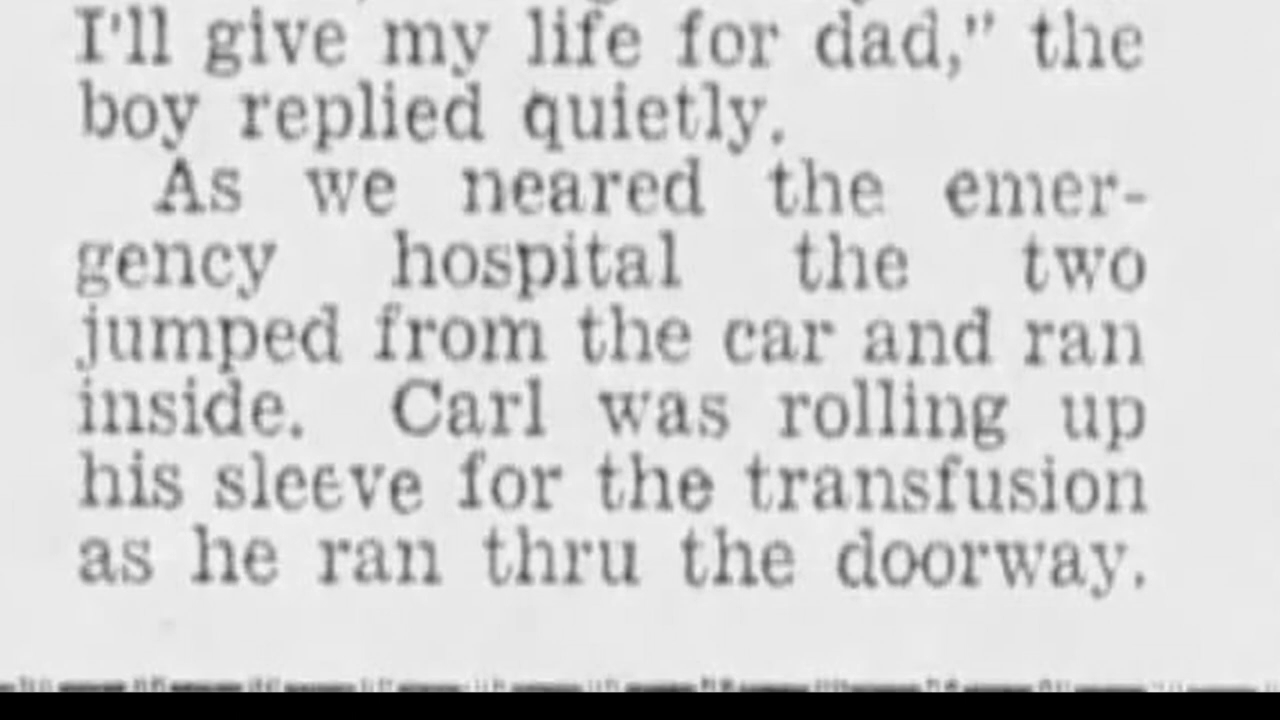 I'll give my life for dad," the
boy replied quietly.
As we neared the emer-
gency hospital the two
jumped from the car and ran
inside. Carl was rolling up
his sleeve for the transfusion
as he ran thru the doorway.